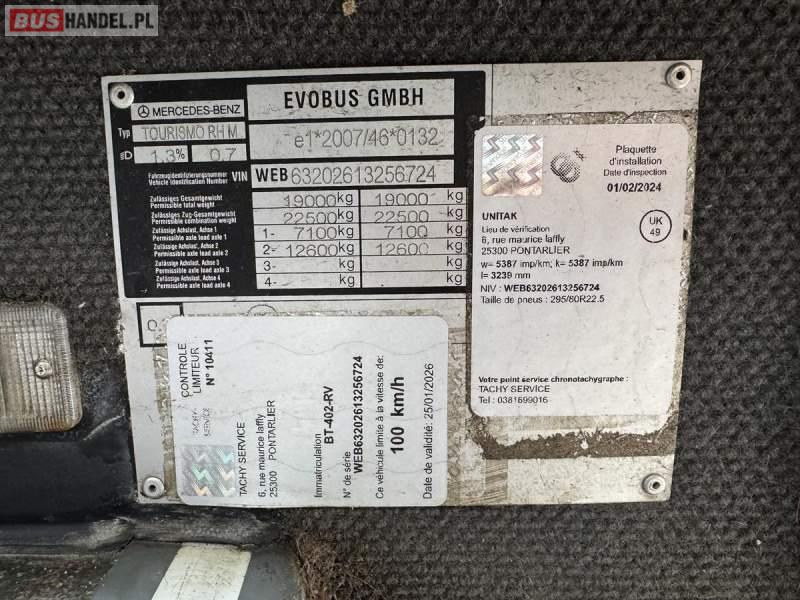 BUSHANDEL.PL
MERCEDES-BENZ
EVOBUS GMBH
Typ TOURISMO RH M
e1*2007/46*0132
1.3% 0.7
Fahrzeugidentifizierungsnummer
Vehicle Identification Number VIN WEB63202613256724
Zulässiges Gesamtgewicht
Permissible total weight 19000 kg 19000 kg
Zulässiges Zug-Gesamtgewicht
Permissible combination weight 22500 kg 22500 kg
Zulässige Achslast, Achse 1
Permissible axle load axle 1 1- 7100 kg 7100 kg
Zulässige Achslast, Achse 2
Permissible axle load axle 2 2- 12600 kg 12600 kg
Zulässige Achslast, Achse 3
Permissible axle load axle 3 3- kg kg
Zulässige Achslast, Achse 4
Permissible axle load axle 4 4- kg kg
Plaquette
d'installation
Date d'inspection
01/02/2024
UNITAK
Lieu de vérification
6, rue maurice laffly
25300 PONTARLIER
UK
49
w= 5387 imp/km; k= 5387 imp/km
l= 3239 mm
NIV : WEB63202613256724
Taille de pneus : 295/80R22.5
Votre point service chronotachygraphe :
TACHY SERVICE
Tel : 0381699016
CONTROLE
LIMITEUR
N° 10411
TACHY
SERVICE
TACHY SERVICE
6, rue maurice laffly
25300 PONTARLIER
Immatriculation
BT-402-RV
N° de série
WEB63202613256724
Ce véhicule limité à la vitesse de:
100 km/h
Date de validité: 25/01/2026